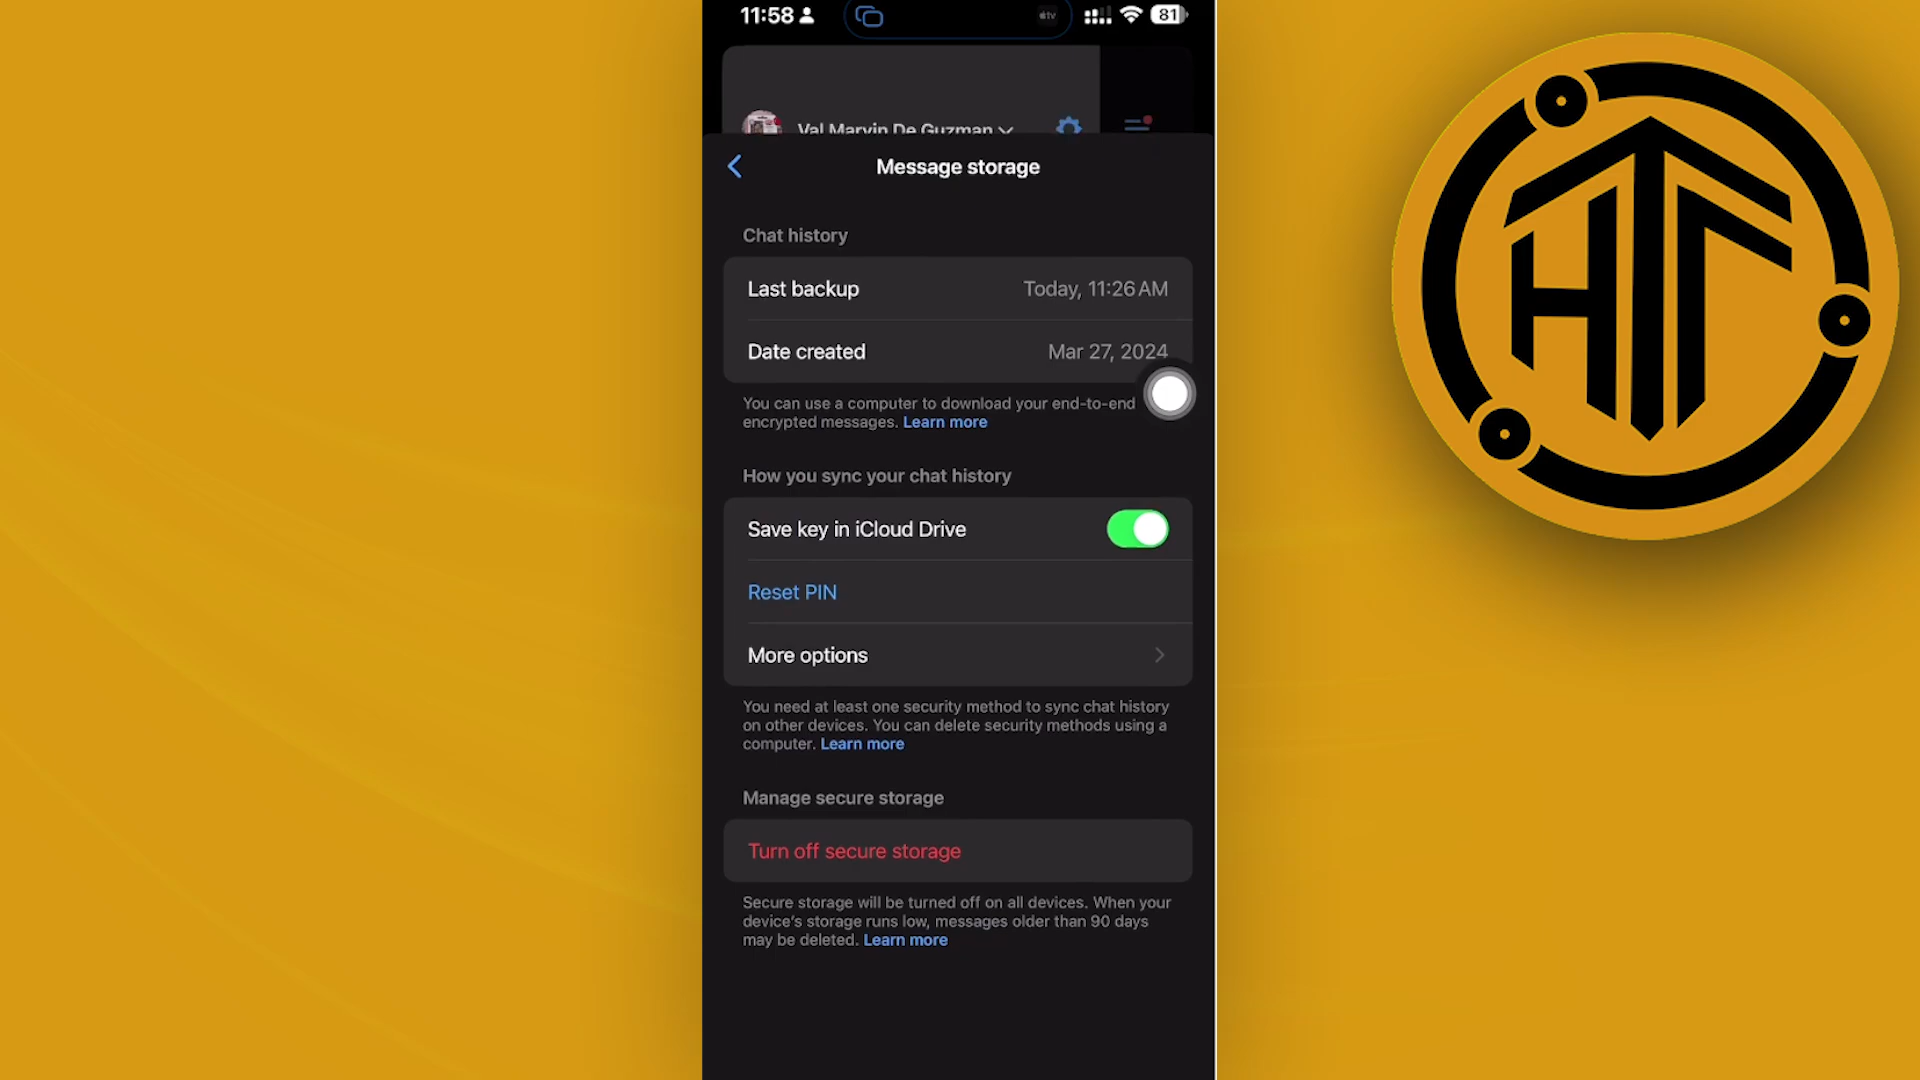 11:58
tv
81
Val Marvin De Guzman
Message storage
Chat history
Last backup
Today, 11:26 AM
Date created
Mar 27, 2024
You can use a computer to download your end-to-end
encrypted messages. Learn more
How you sync your chat history
Save key in iCloud Drive
Reset PIN
More options
You need at least one security method to sync chat history
on other devices. You can delete security methods using a
computer. Learn more
Manage secure storage
Turn off secure storage
Secure storage will be turned off on all devices. When your
device's storage runs low, messages older than 90 days
may be deleted. Learn more
HT